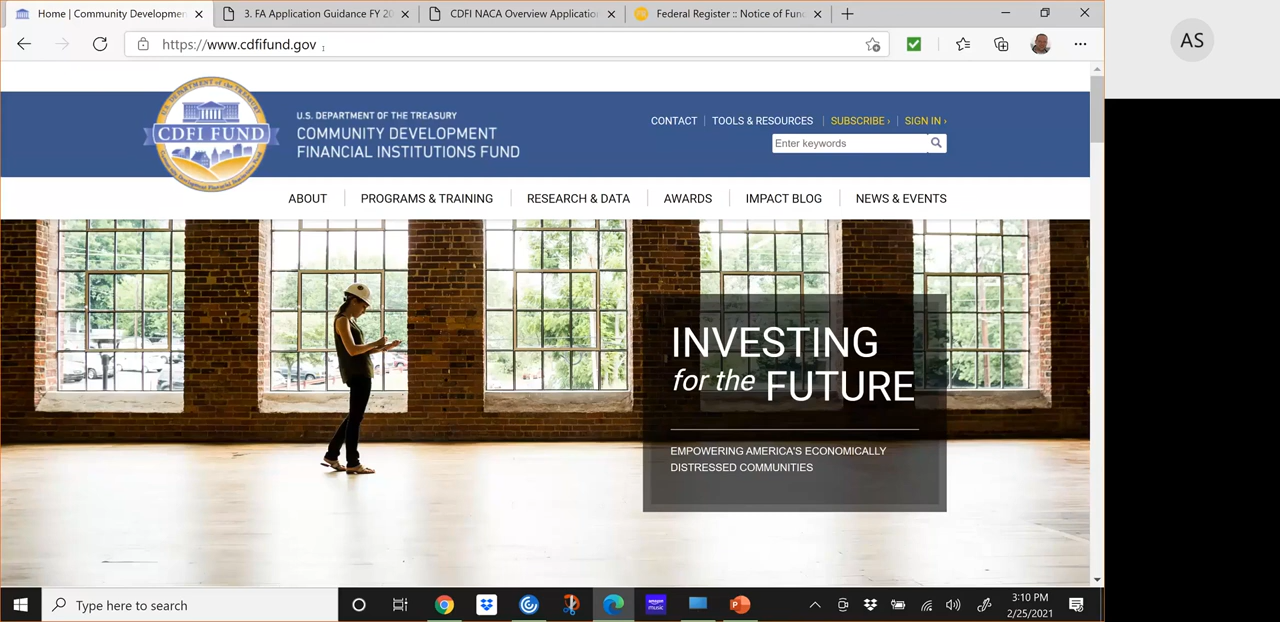 Home | Community Developmen
3. FA Application Guidance FY 20
CDFI NACA Overview Application
Federal Register :: Notice of Fun
https://www.cdfifund.gov
AS
U.S. DEPARTMENT OF THE TREASURY
COMMUNITY DEVELOPMENT
FINANCIAL INSTITUTIONS FUND
CDFI FUND
CONTACT
TOOLS & RESOURCES
SUBSCRIBE ›
SIGN IN ›
Enter keywords
ABOUT
PROGRAMS & TRAINING
RESEARCH & DATA
AWARDS
IMPACT BLOG
NEWS & EVENTS
INVESTING
for the FUTURE
EMPOWERING AMERICA'S ECONOMICALLY
DISTRESSED COMMUNITIES
Type here to search
amazon
music
3:10 PM
2/25/2021